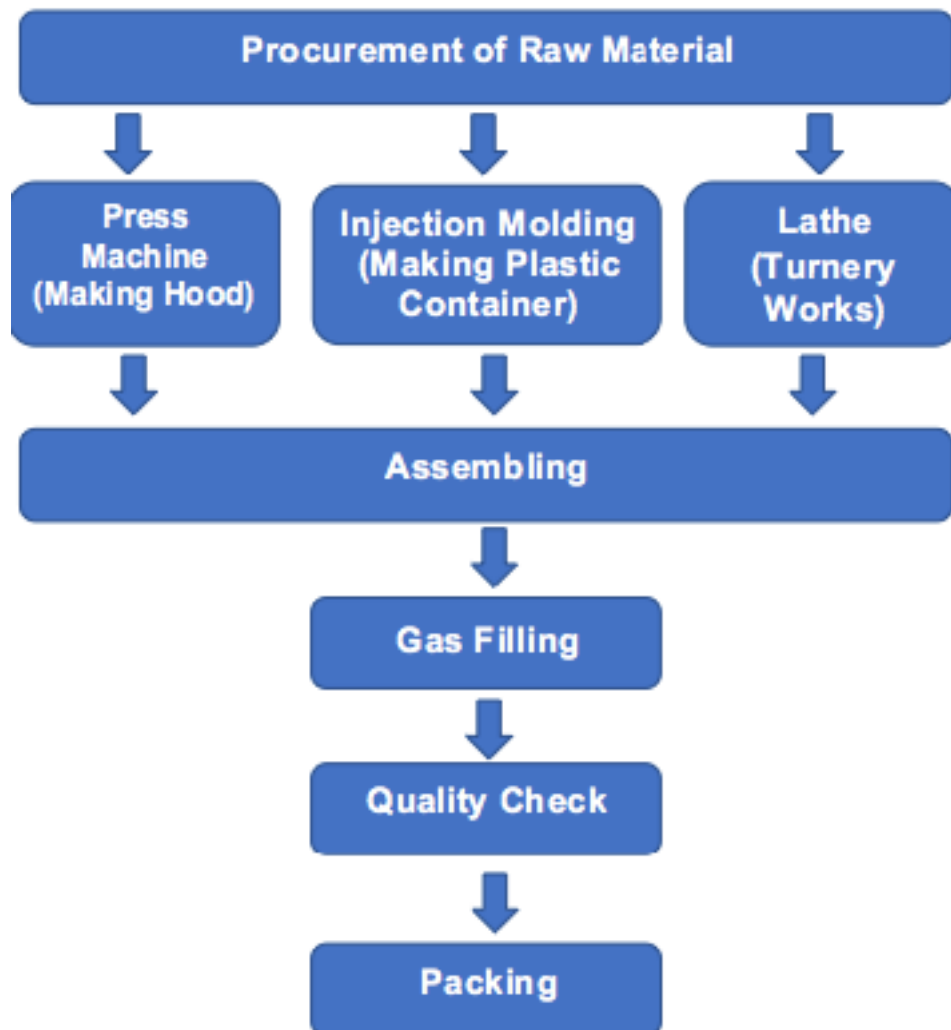 Procurement of Raw Material
Press
Machine
(Making Hood)
Injection Molding
(Making Plastic
Container)
Lathe
(Turnery
Works)
Assembling
Gas Filling
Quality Check
Packing